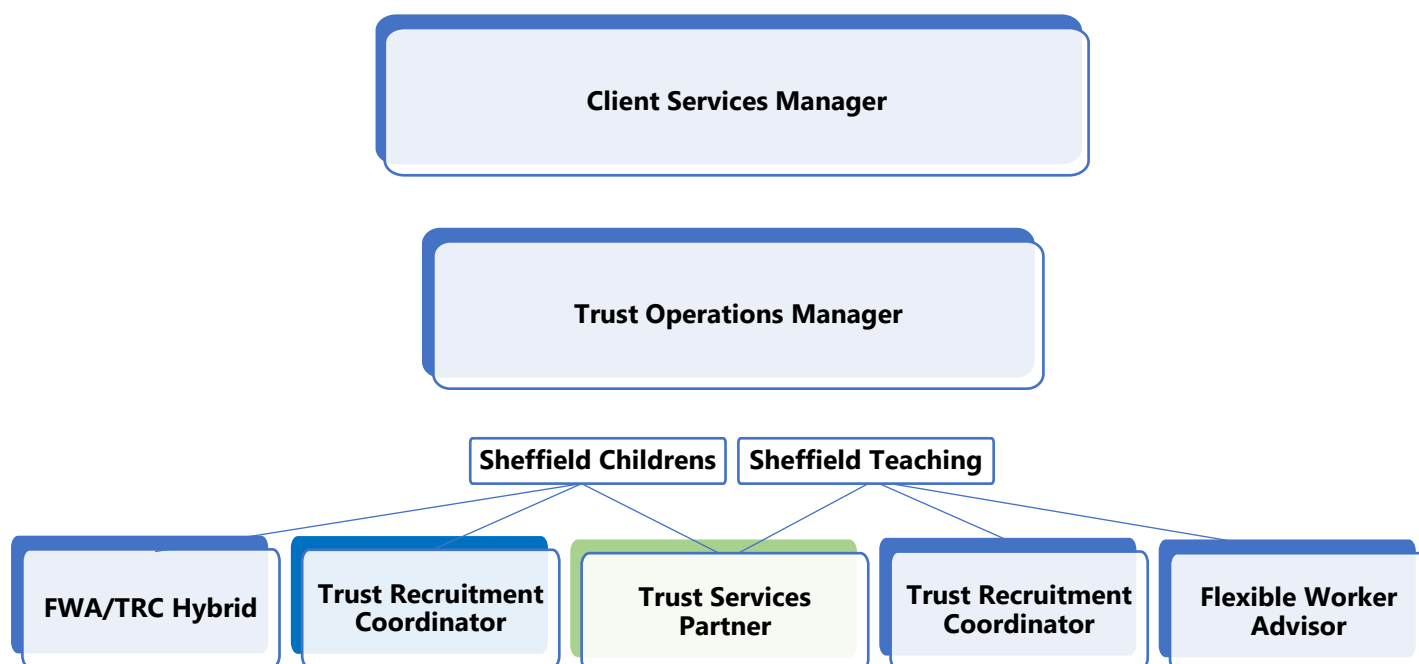 Client Services Manager
Trust Operations Manager
Sheffield Childrens
Sheffield Teaching
FWA/TRC Hybrid
Trust Recruitment
Coordinator
Trust Services
Partner
Trust Recruitment
Coordinator
Flexible Worker
Advisor